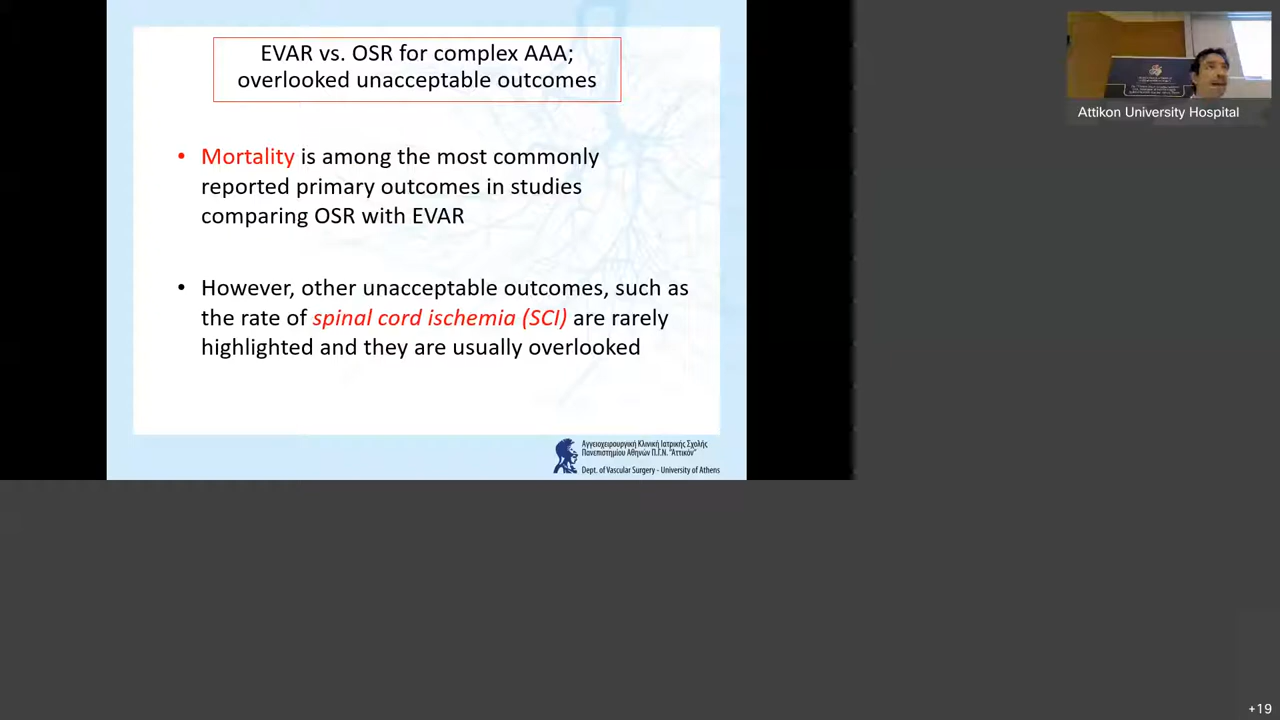 EVAR vs. OSR for complex AAA;
overlooked unacceptable outcomes
• Mortality is among the most commonly
reported primary outcomes in studies
comparing OSR with EVAR
• However, other unacceptable outcomes, such as
the rate of spinal cord ischemia (SCI) are rarely
highlighted and they are usually overlooked
Αγγειοχειρουργική Κλινική Ιατρικής Σχολής
Πανεπιστημίου Αθηνών Π.Γ.Ν. "Αττικόν"
Dept. of Vascular Surgery - University of Athens
Attikon University Hospital
+19